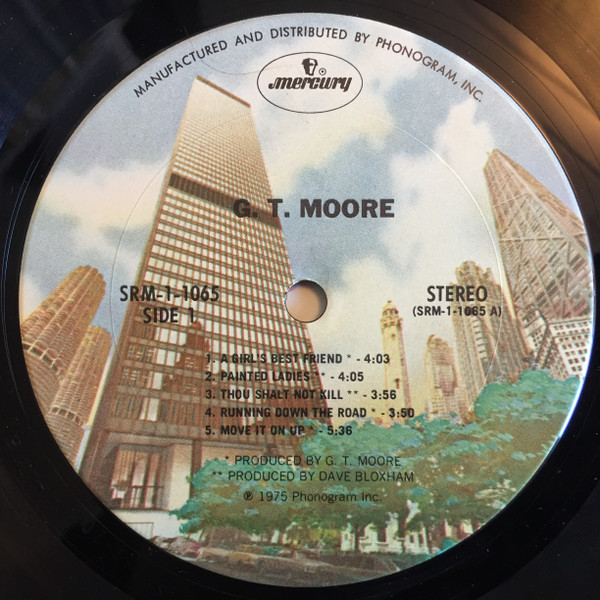 MANUFACTURED AND DISTRIBUTED BY PHONOGRAM, INC.
mercury
G. T. MOORE
SRM-1-1065
SIDE 1
STEREO
(SRM-1-1065 A)
1. A GIRL'S BEST FRIEND * - 4:03
2. PAINTED LADIES ** - 4:05
3. THOU SHALT NOT KILL ** - 3:56
4. RUNNING DOWN THE ROAD * - 3:50
5. MOVE IT ON UP * - 5:36
* PRODUCED BY G. T. MOORE
** PRODUCED BY DAVE BLOXHAM
℗ 1975 Phonogram Inc.